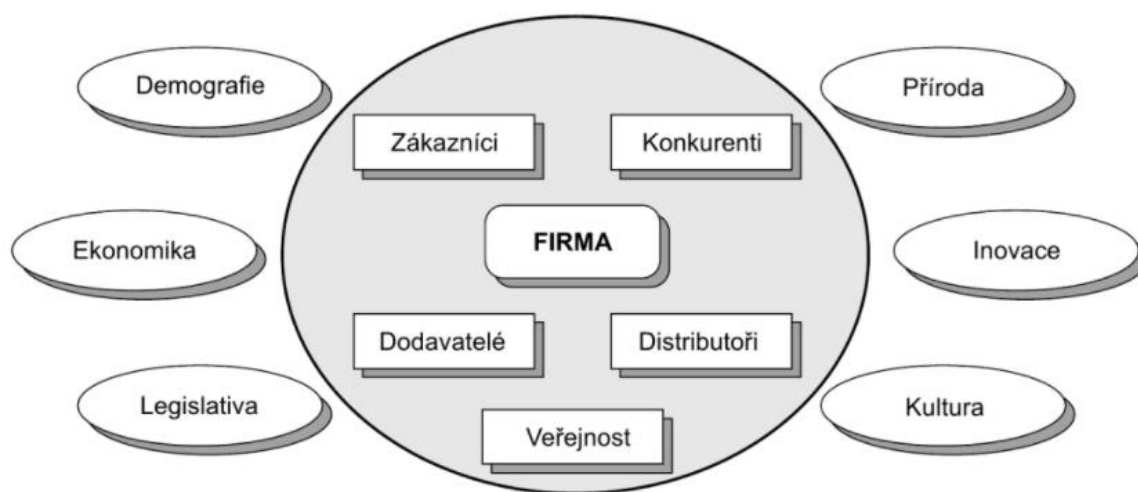 Demografie
Příroda
Zákazníci
Konkurenti
Ekonomika
FIRMA
Inovace
Dodavatelé
Distributoři
Legislativa
Kultura
Veřejnost